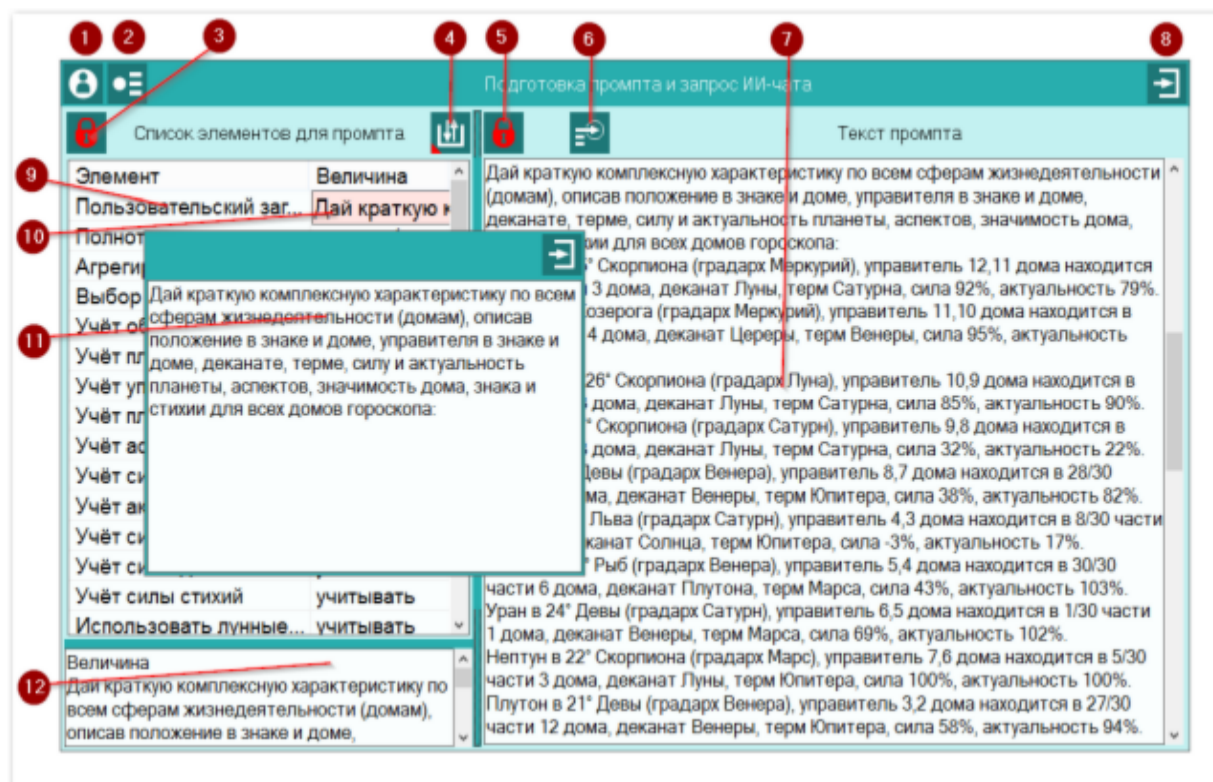 1 2 3 4 5 6 7 8
Подготовка промпта и запрос ИИ-чата
Список элементов для промпта
Текст промпта
9
10
11
12
Элемент Величина
Пользовательский заг... Дай краткую к
Полнот
Агреги
Выбор
Учёт об
Учёт пл
Учёт уп
Учёт пл
Учёт ас
Учёт си
Учёт ак
Учёт си
Учёт си
Учёт силы стихий учитывать
Использовать лунные... учитывать
Дай краткую комплексную характеристику по всем
сферам жизнедеятельности (домам), описав
положение в знаке и доме, управителя в знаке и
доме, деканате, терме, силу и актуальность
планеты, аспектов, значимость дома, знака и
стихии для всех домов гороскопа:
Величина
Дай краткую комплексную характеристику по
всем сферам жизнедеятельности (домам),
описав положение в знаке и доме,
Дай краткую комплексную характеристику по всем сферам жизнедеятельности
(домам), описав положение в знаке и доме, управителя в знаке и доме,
деканате, терме, силу и актуальность планеты, аспектов, значимость дома,
хии для всех домов гороскопа:
° Скорпиона (градарх Меркурий), управитель 12,11 дома находится
3 дома, деканат Луны, терм Сатурна, сила 92%, актуальность 79%.
озерога (градарх Меркурий), управитель 11,10 дома находится в
4 дома, деканат Цереры, терм Венеры, сила 95%, актуальность
26° Скорпиона (градарх Луна), управитель 10,9 дома находится в
дома, деканат Луны, терм Сатурна, сила 85%, актуальность 90%.
° Скорпиона (градарх Сатурн), управитель 9,8 дома находится в
дома, деканат Луны, терм Сатурна, сила 32%, актуальность 22%.
Девы (градарх Венера), управитель 8,7 дома находится в 28/30
ма, деканат Венеры, терм Юпитера, сила 38%, актуальность 82%.
Льва (градарх Сатурн), управитель 4,3 дома находится в 8/30 части
канат Солнца, терм Юпитера, сила -3%, актуальность 17%.
° Рыб (градарх Венера), управитель 5,4 дома находится в 30/30
части 6 дома, деканат Плутона, терм Марса, сила 43%, актуальность 103%.
Уран в 24° Девы (градарх Сатурн), управитель 6,5 дома находится в 1/30 части
1 дома, деканат Венеры, терм Марса, сила 69%, актуальность 102%.
Нептун в 22° Скорпиона (градарх Марс), управитель 7,6 дома находится в 5/30
части 3 дома, деканат Луны, терм Юпитера, сила 100%, актуальность 100%.
Плутон в 21° Девы (градарх Венера), управитель 3,2 дома находится в 27/30
части 12 дома, деканат Венеры, терм Юпитера, сила 58%, актуальность 94%.